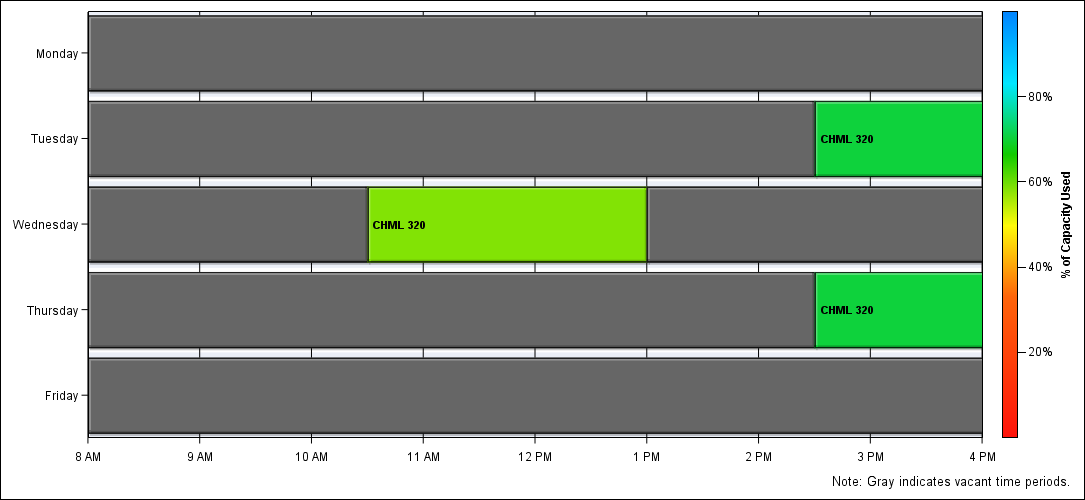 Monday
Tuesday
CHML 320
Wednesday
CHML 320
Thursday
CHML 320
Friday
8 AM
9 AM
10 AM
11 AM
12 PM
1 PM
2 PM
3 PM
4 PM
80%
60%
40%
20%
% of Capacity Used
Note: Gray indicates vacant time periods.